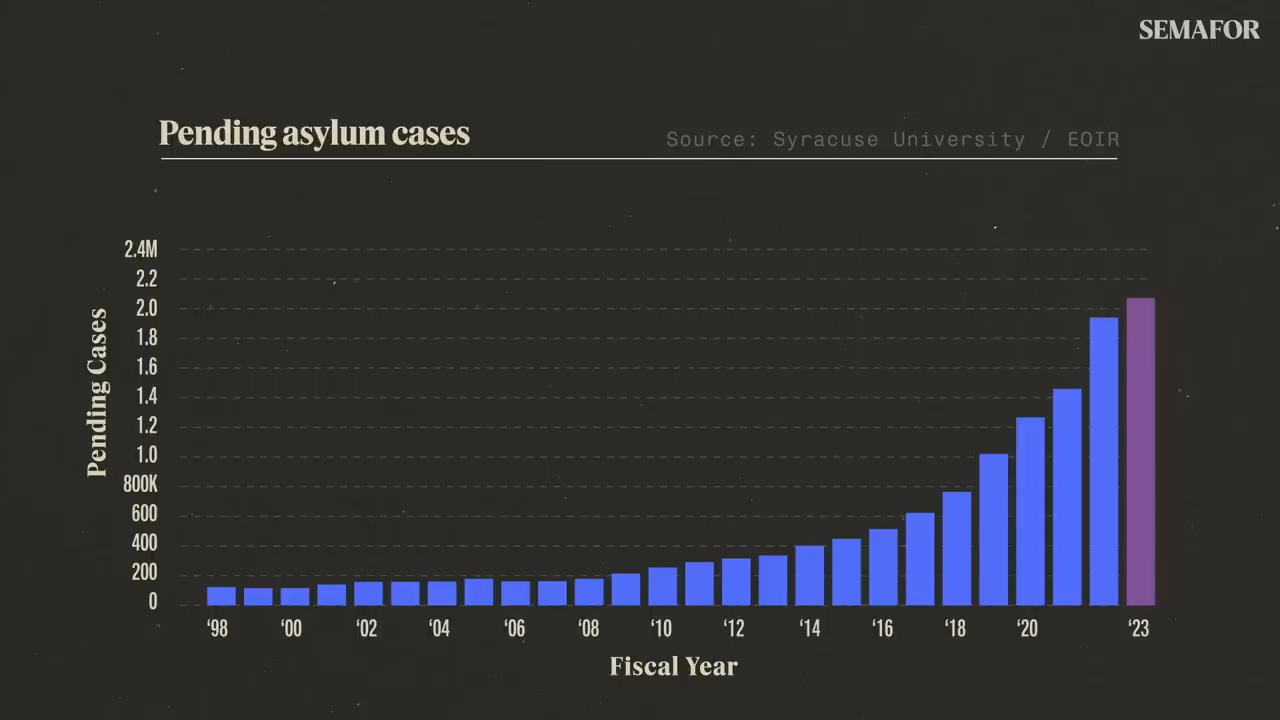 SEMAFOR
Pending asylum cases
Source: Syracuse University / EOIR
Pending Cases
2.4M
2.2
2.0
1.8
1.6
1.4
1.2
1.0
800K
600
400
200
0
‘98 ‘00 ‘02 ‘04 ‘06 ‘08 ‘10 ‘12 ‘14 ‘16 ‘18 ‘20 ‘23
Fiscal Year